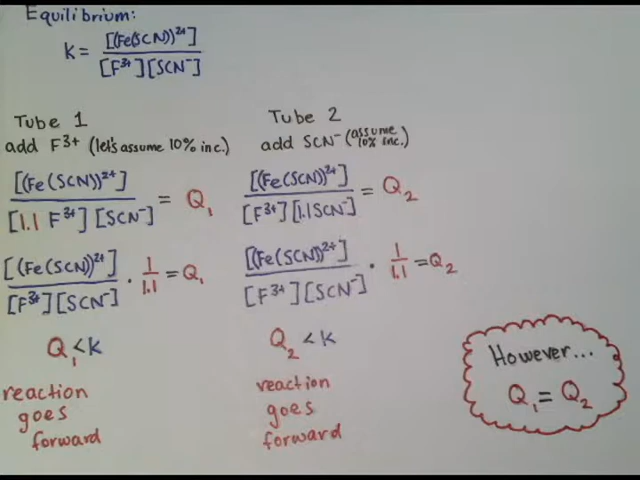 Equilibrium:
K = [(Fe(SCN))²⁺] / [F³⁺][SCN⁻]
Tube 1
add F³⁺ (let's assume 10% inc.)
[(Fe(SCN))²⁺] / [1.1 F³⁺][SCN⁻] = Q₁
[(Fe(SCN))²⁺] / [F³⁺][SCN⁻] · 1/1.1 = Q₁
Q₁ < K
reaction
goes
forward
Tube 2
add SCN⁻ (assume 10% inc.)
[(Fe(SCN))²⁺] / [F³⁺][1.1 SCN⁻] = Q₂
[(Fe(SCN))²⁺] / [F³⁺][SCN⁻] · 1/1.1 = Q₂
Q₂ < K
reaction
goes
forward
However...
Q₁ = Q₂